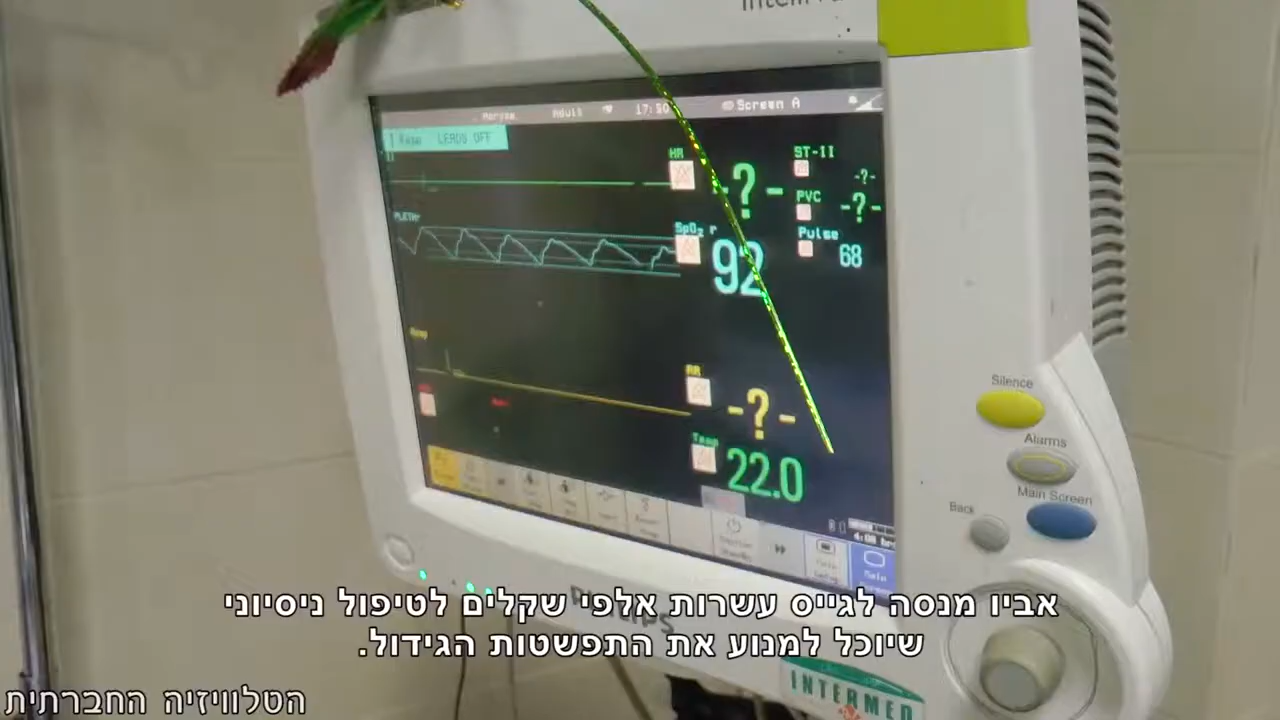 Adult 17:50 Screen A
LEADS OFF
HR
-?-
ST-II
-?-
PVC
-?-
PLETHr
SpO₂ r
92
Pulse
68
RR
-?-
Temp
22.0
Silence
Alarms
Main Screen
Back
PHILIPS
אביו מנסה לגייס עשרות אלפי שקלים לטיפול ניסיוני
שיוכל למנוע את התפשטות הגידול.
INTERMED
הטלוויזיה החברתית